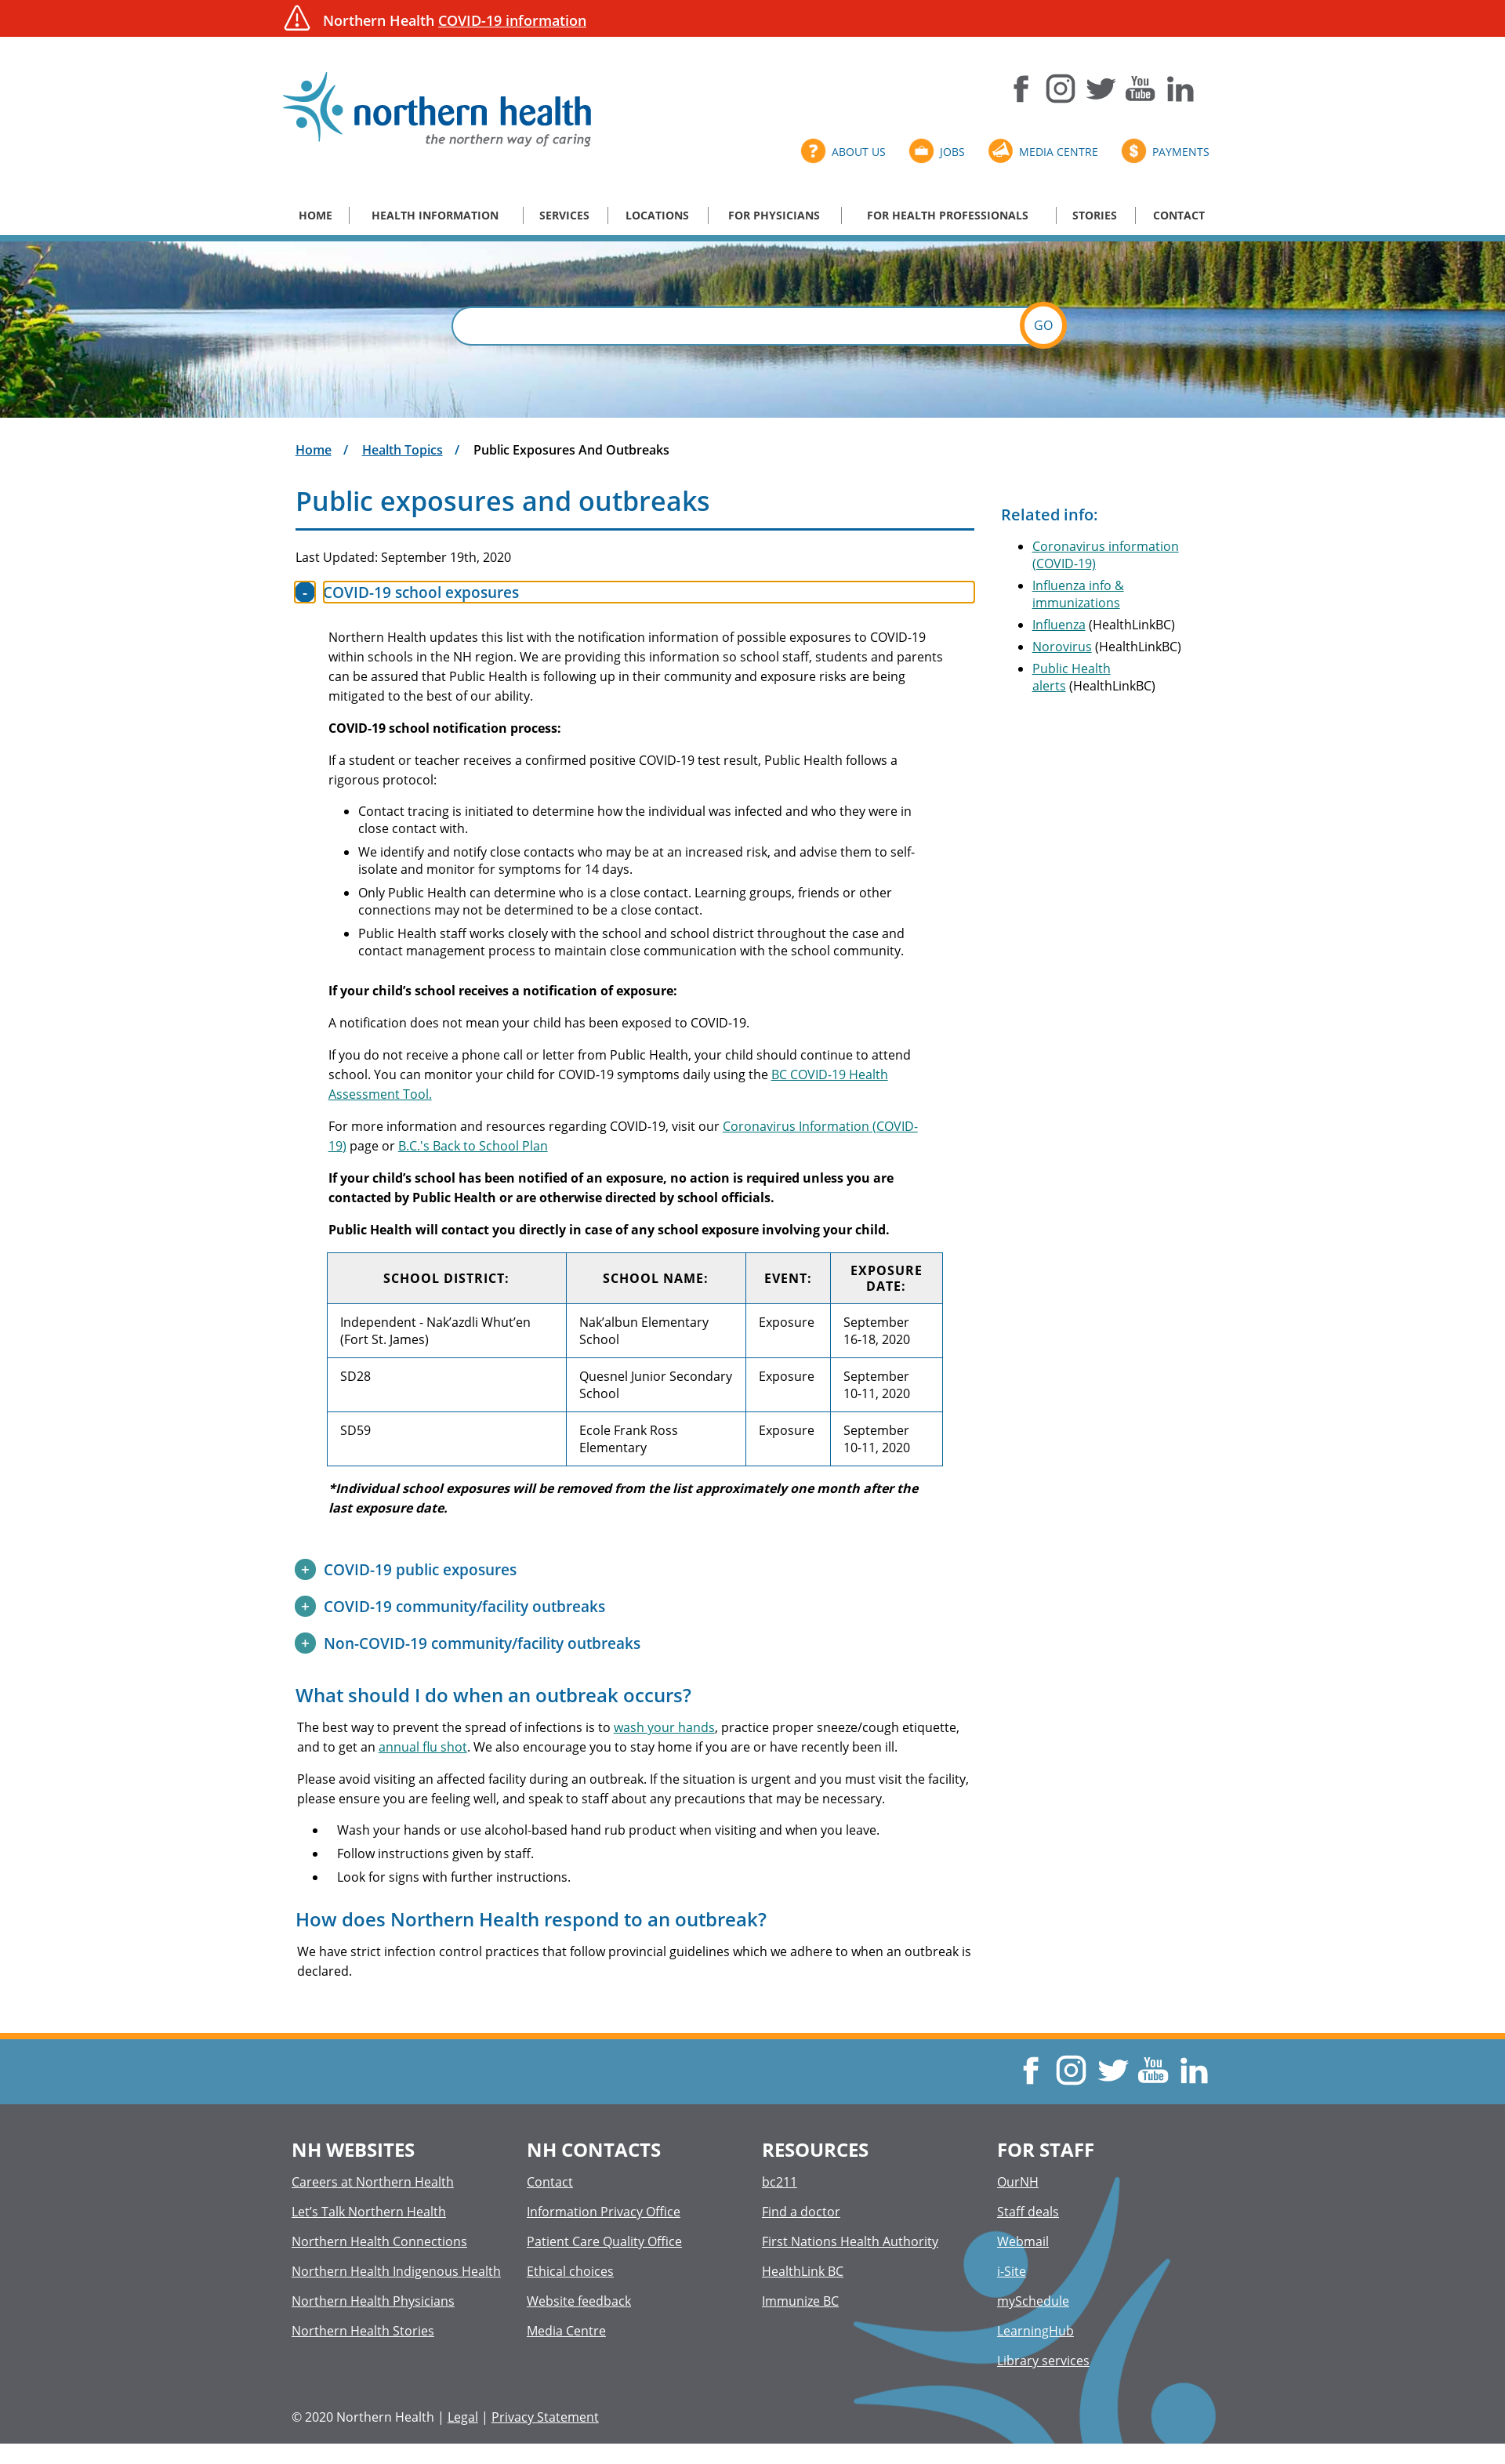 Northern Health COVID-19 information
northern health
the northern way of caring
You
Tube
in
? ABOUT US
JOBS
MEDIA CENTRE
$ PAYMENTS
HOME
HEALTH INFORMATION
SERVICES
LOCATIONS
FOR PHYSICIANS
FOR HEALTH PROFESSIONALS
STORIES
CONTACT
GO
Home / Health Topics / Public Exposures And Outbreaks
Public exposures and outbreaks
Last Updated: September 19th, 2020
- COVID-19 school exposures
Northern Health updates this list with the notification information of possible exposures to COVID-19
within schools in the NH region. We are providing this information so school staff, students and parents
can be assured that Public Health is following up in their community and exposure risks are being
mitigated to the best of our ability.
COVID-19 school notification process:
If a student or teacher receives a confirmed positive COVID-19 test result, Public Health follows a
rigorous protocol:
Contact tracing is initiated to determine how the individual was infected and who they were in
close contact with.
We identify and notify close contacts who may be at an increased risk, and advise them to self-
isolate and monitor for symptoms for 14 days.
Only Public Health can determine who is a close contact. Learning groups, friends or other
connections may not be determined to be a close contact.
Public Health staff works closely with the school and school district throughout the case and
contact management process to maintain close communication with the school community.
If your child’s school receives a notification of exposure:
A notification does not mean your child has been exposed to COVID-19.
If you do not receive a phone call or letter from Public Health, your child should continue to attend
school. You can monitor your child for COVID-19 symptoms daily using the BC COVID-19 Health
Assessment Tool.
For more information and resources regarding COVID-19, visit our Coronavirus Information (COVID-
19) page or B.C.'s Back to School Plan
If your child’s school has been notified of an exposure, no action is required unless you are
contacted by Public Health or are otherwise directed by school officials.
Public Health will contact you directly in case of any school exposure involving your child.
SCHOOL DISTRICT:
SCHOOL NAME:
EVENT:
EXPOSURE
DATE:
Independent - Nak’azdli Whut’en
(Fort St. James)
Nak’albun Elementary
School
Exposure
September
16-18, 2020
SD28
Quesnel Junior Secondary
School
Exposure
September
10-11, 2020
SD59
Ecole Frank Ross
Elementary
Exposure
September
10-11, 2020
*Individual school exposures will be removed from the list approximately one month after the
last exposure date.
+ COVID-19 public exposures
+ COVID-19 community/facility outbreaks
+ Non-COVID-19 community/facility outbreaks
What should I do when an outbreak occurs?
The best way to prevent the spread of infections is to wash your hands, practice proper sneeze/cough etiquette,
and to get an annual flu shot. We also encourage you to stay home if you are or have recently been ill.
Please avoid visiting an affected facility during an outbreak. If the situation is urgent and you must visit the facility,
please ensure you are feeling well, and speak to staff about any precautions that may be necessary.
Wash your hands or use alcohol-based hand rub product when visiting and when you leave.
Follow instructions given by staff.
Look for signs with further instructions.
How does Northern Health respond to an outbreak?
We have strict infection control practices that follow provincial guidelines which we adhere to when an outbreak is
declared.
Related info:
Coronavirus information
(COVID-19)
Influenza info &
immunizations
Influenza (HealthLinkBC)
Norovirus (HealthLinkBC)
Public Health
alerts (HealthLinkBC)
You
Tube
in
NH WEBSITES
Careers at Northern Health
Let’s Talk Northern Health
Northern Health Connections
Northern Health Indigenous Health
Northern Health Physicians
Northern Health Stories
NH CONTACTS
Contact
Information Privacy Office
Patient Care Quality Office
Ethical choices
Website feedback
Media Centre
RESOURCES
bc211
Find a doctor
First Nations Health Authority
HealthLink BC
Immunize BC
FOR STAFF
OurNH
Staff deals
Webmail
i-Site
mySchedule
LearningHub
Library services
© 2020 Northern Health | Legal | Privacy Statement